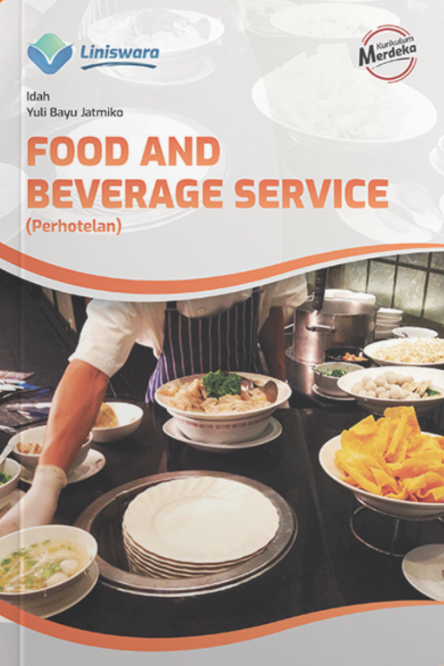 Liniswara
Kurikulum
Merdeka
Idah
Yuli Bayu Jatmiko
FOOD AND
BEVERAGE SERVICE
(Perhotelan)